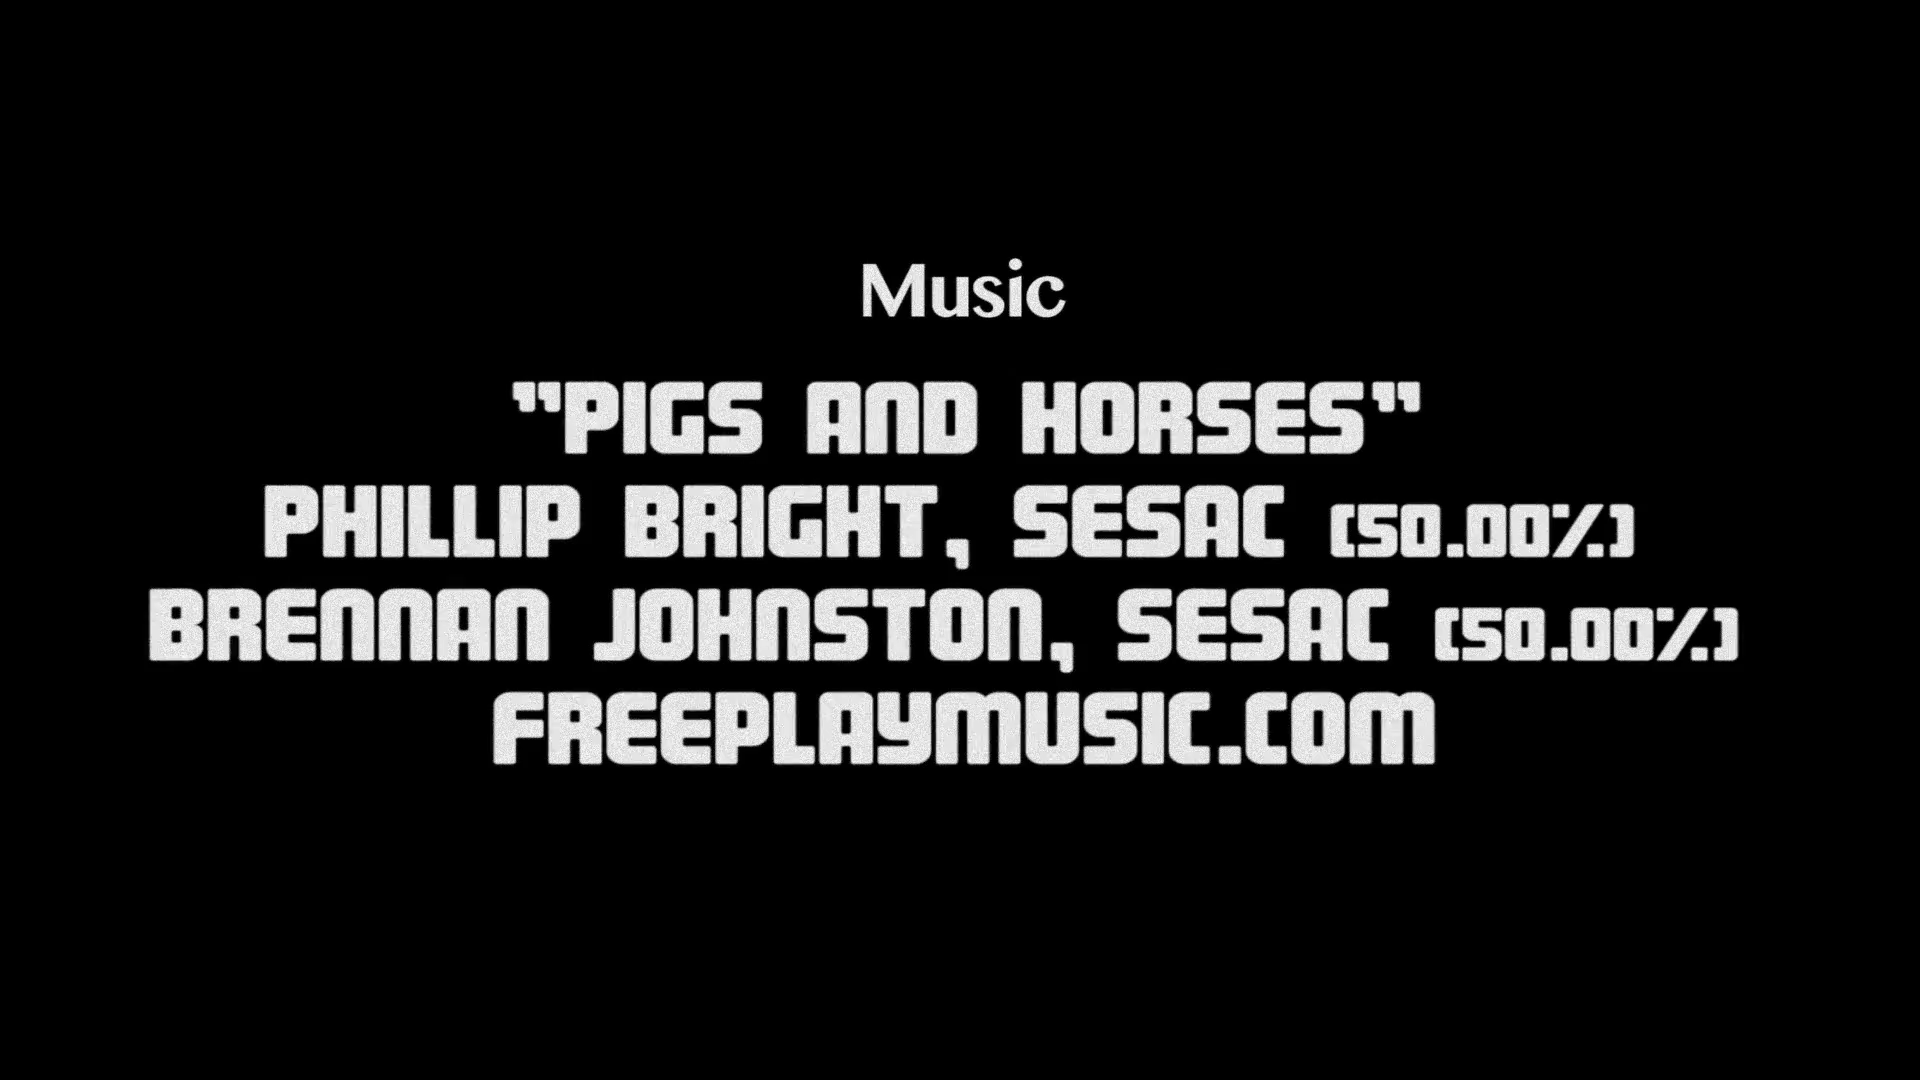 Music
"PIGS AND HORSES"
PHILLIP BRIGHT, SESAC (50.00%)
BRENNAN JOHNSTON, SESAC (50.00%)
FREEPLAYMUSIC.COM